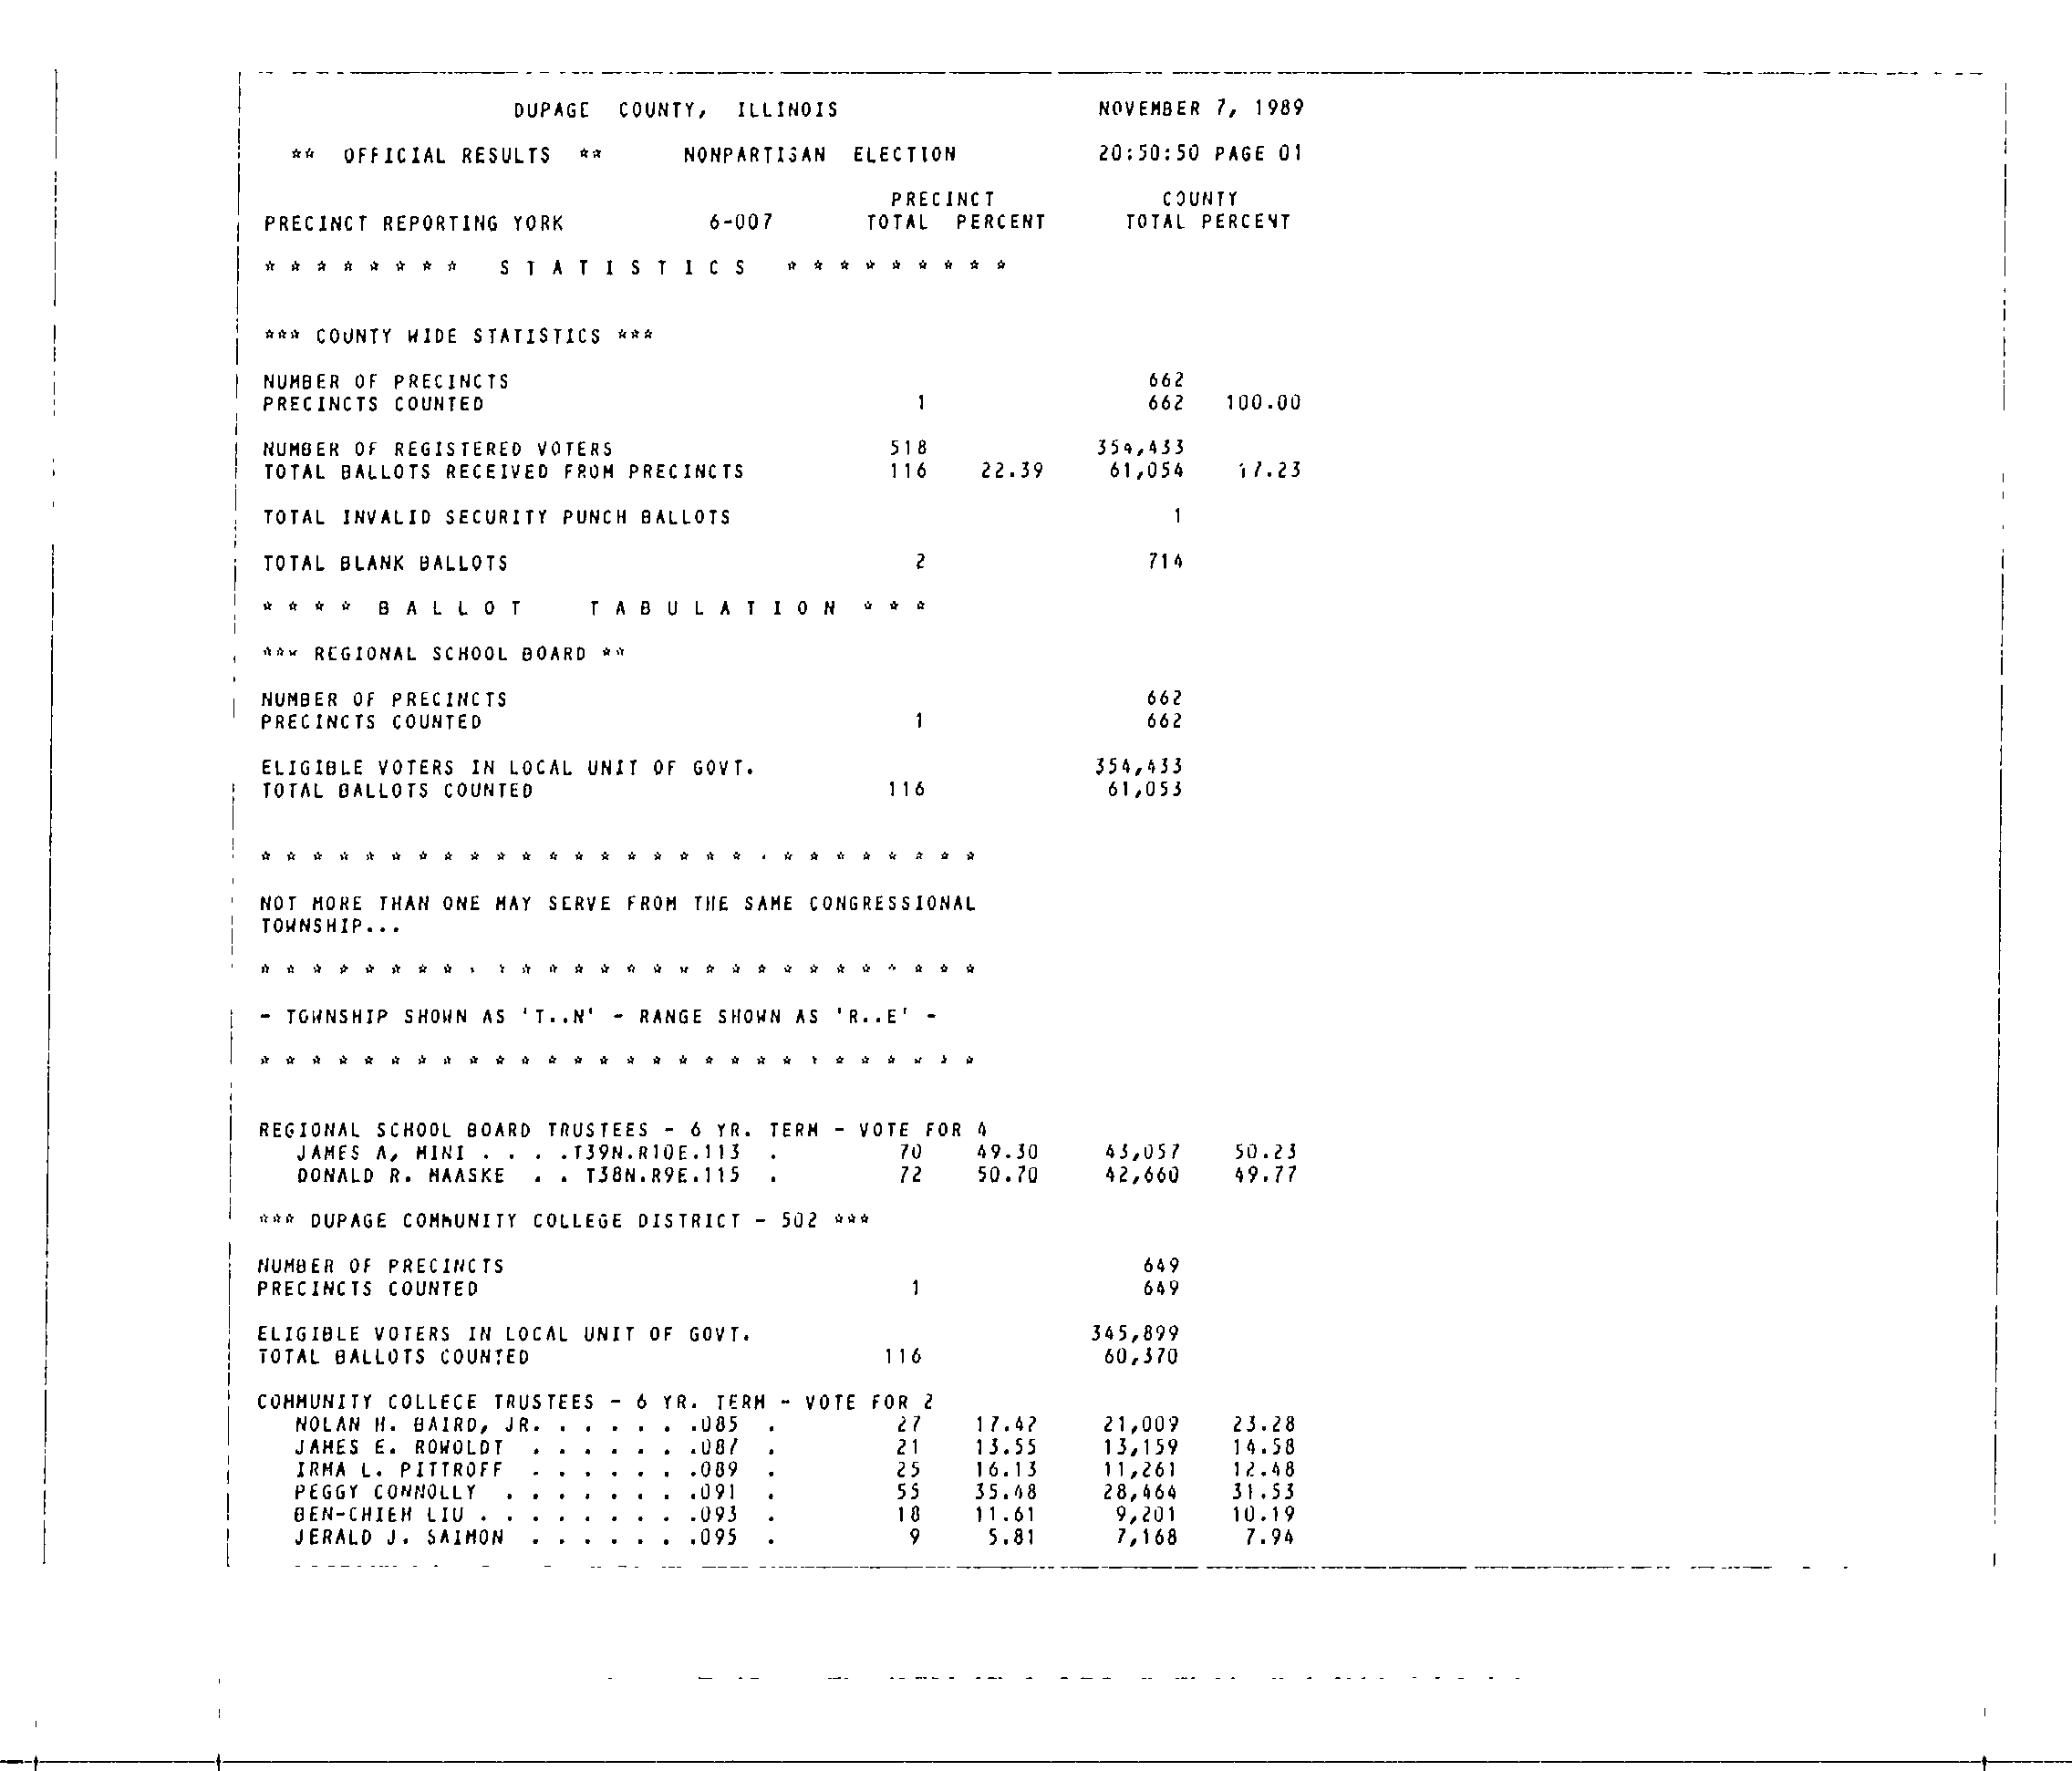 DUPAGE COUNTY, ILLINOIS NOVEMBER 7, 1989
** OFFICIAL RESULTS ** NONPARTISAN ELECTION 20:50:50 PAGE 01
PRECINCT COUNTY
PRECINCT REPORTING YORK 6-007 TOTAL PERCENT TOTAL PERCENT
* * * * * * * * S T A T I S T I C S * * * * * * * * *
*** COUNTY WIDE STATISTICS ***
NUMBER OF PRECINCTS 662
PRECINCTS COUNTED 1 662 100.00
NUMBER OF REGISTERED VOTERS 518 354,433
TOTAL BALLOTS RECEIVED FROM PRECINCTS 116 22.39 61,054 17.23
TOTAL INVALID SECURITY PUNCH BALLOTS 1
TOTAL BLANK BALLOTS 2 714
* * * * B A L L O T T A B U L A T I O N * * *
*** REGIONAL SCHOOL BOARD **
NUMBER OF PRECINCTS 662
PRECINCTS COUNTED 1 662
ELIGIBLE VOTERS IN LOCAL UNIT OF GOVT. 354,433
TOTAL BALLOTS COUNTED 116 61,053
* * * * * * * * * * * * * * * * * * * * * * * * * * * *
NOT MORE THAN ONE MAY SERVE FROM THE SAME CONGRESSIONAL
TOWNSHIP...
* * * * * * * * * * * * * * * * * * * * * * * * * * * *
- TOWNSHIP SHOWN AS 'T..N' - RANGE SHOWN AS 'R..E' -
* * * * * * * * * * * * * * * * * * * * * * * * * * * *
REGIONAL SCHOOL BOARD TRUSTEES - 6 YR. TERM - VOTE FOR 4
JAMES A, MINI . . . .T39N.R10E.113 . 70 49.30 43,057 50.23
DONALD R. MAASKE . . T38N.R9E.115 . 72 50.70 42,660 49.77
*** DUPAGE COMMUNITY COLLEGE DISTRICT - 502 ***
NUMBER OF PRECINCTS 649
PRECINCTS COUNTED 1 649
ELIGIBLE VOTERS IN LOCAL UNIT OF GOVT. 345,899
TOTAL BALLOTS COUNTED 116 60,370
COMMUNITY COLLEGE TRUSTEES - 6 YR. TERM - VOTE FOR 2
NOLAN H. BAIRD, JR. . . . . . .085 . 27 17.42 21,009 23.28
JAMES E. ROWOLDT . . . . . . .087 . 21 13.55 13,159 14.58
IRMA L. PITTROFF . . . . . . .089 . 25 16.13 11,261 12.48
PEGGY CONNOLLY . . . . . . . .091 . 55 35.48 28,464 31.53
BEN-CHIEH LIU . . . . . . . . .093 . 18 11.61 9,201 10.19
JERALD J. SAIMON . . . . . . .095 . 9 5.81 7,168 7.94